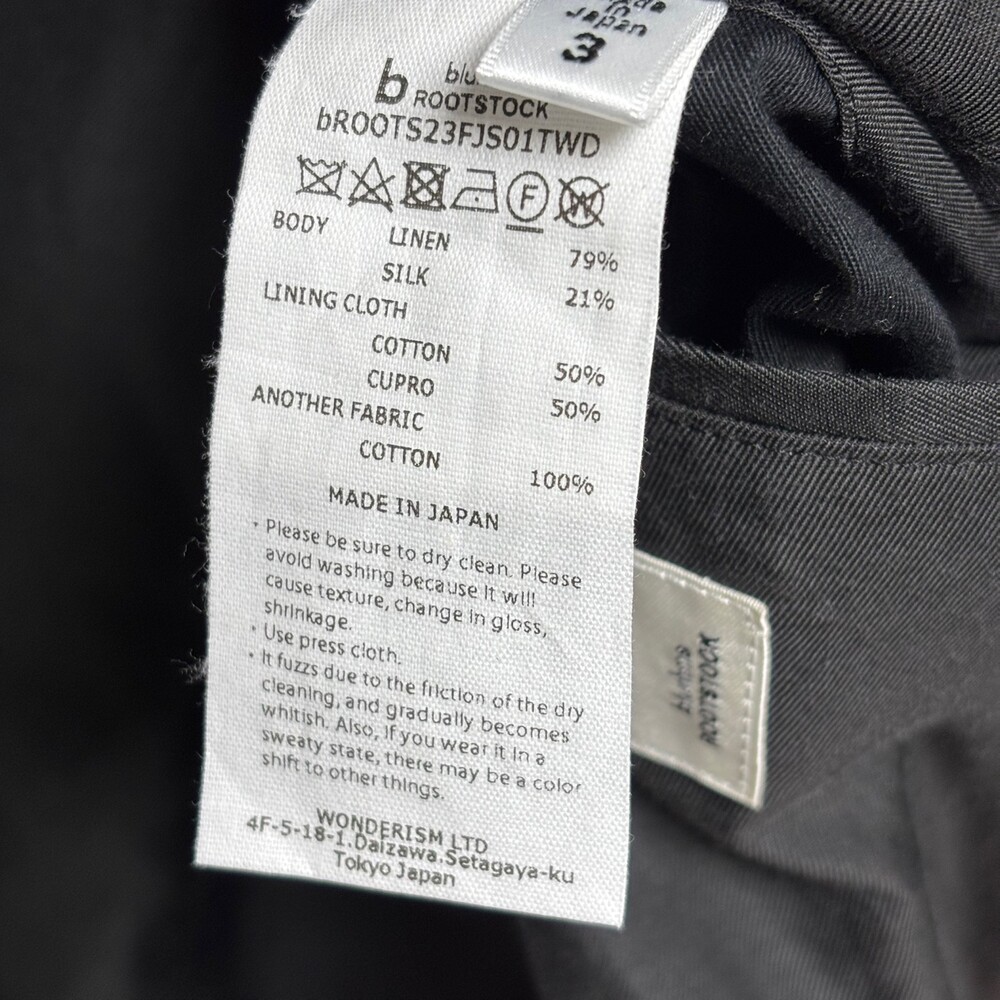 in
Japan
3
b
ROOTSTOCK
bROOTS23FJS01TWD
F
W
BODY
LINEN 79%
SILK 21%
LINING CLOTH
COTTON 50%
CUPRO 50%
ANOTHER FABRIC
COTTON 100%
MADE IN JAPAN
• Please be sure to dry clean. Please
avoid washing because it will
cause texture, change in gloss,
shrinkage.
• Use press cloth.
• It fuzzs due to the friction of the dry
cleaning, and gradually becomes
whitish. Also, if you wear it in a
sweaty state, there may be a color
shift to other things.
WONDERISM LTD
4F-5-18-1.Daizawa.Setagaya-ku
Tokyo Japan
ROOTSTOCK